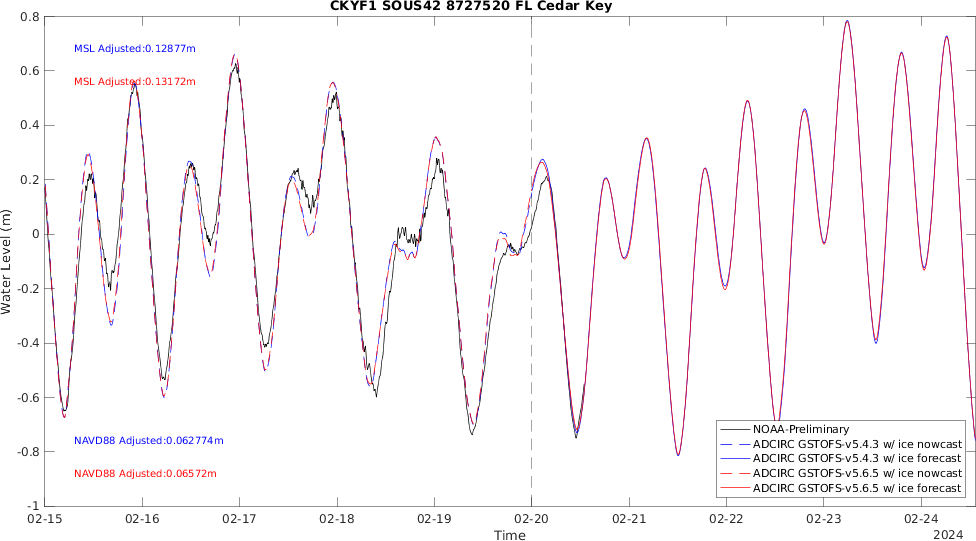 CKYF1 SOUS42 8727520 FL Cedar Key
0.8
0.6
0.4
0.2
0
-0.2
-0.4
-0.6
-0.8
-1
Water Level (m)
MSL Adjusted:0.12877m
MSL Adjusted:0.13172m
NAVD88 Adjusted:0.062774m
NAVD88 Adjusted:0.06572m
NOAA-Preliminary
ADCIRC GSTOFS-v5.4.3 w/ ice nowcast
ADCIRC GSTOFS-v5.4.3 w/ ice forecast
ADCIRC GSTOFS-v5.6.5 w/ ice nowcast
ADCIRC GSTOFS-v5.6.5 w/ ice forecast
02-15 02-16 02-17 02-18 02-19 02-20 02-21 02-22 02-23 02-24
Time
2024